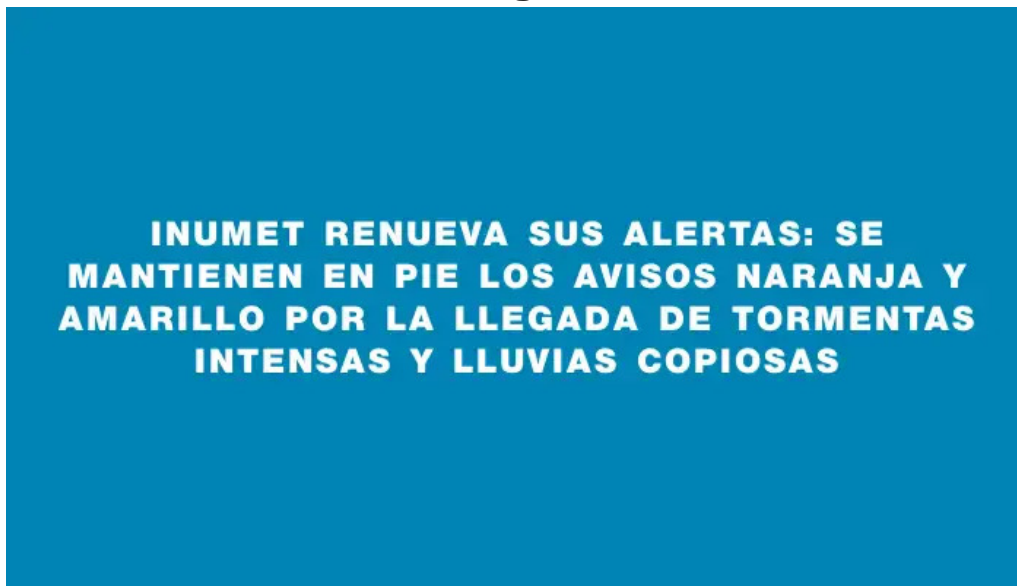 INUMET RENUEVA SUS ALERTAS: SE
MANTIENEN EN PIE LOS AVISOS NARANJA Y
AMARILLO POR LA LLEGADA DE TORMENTAS
INTENSAS Y LLUVIAS COPIOSAS